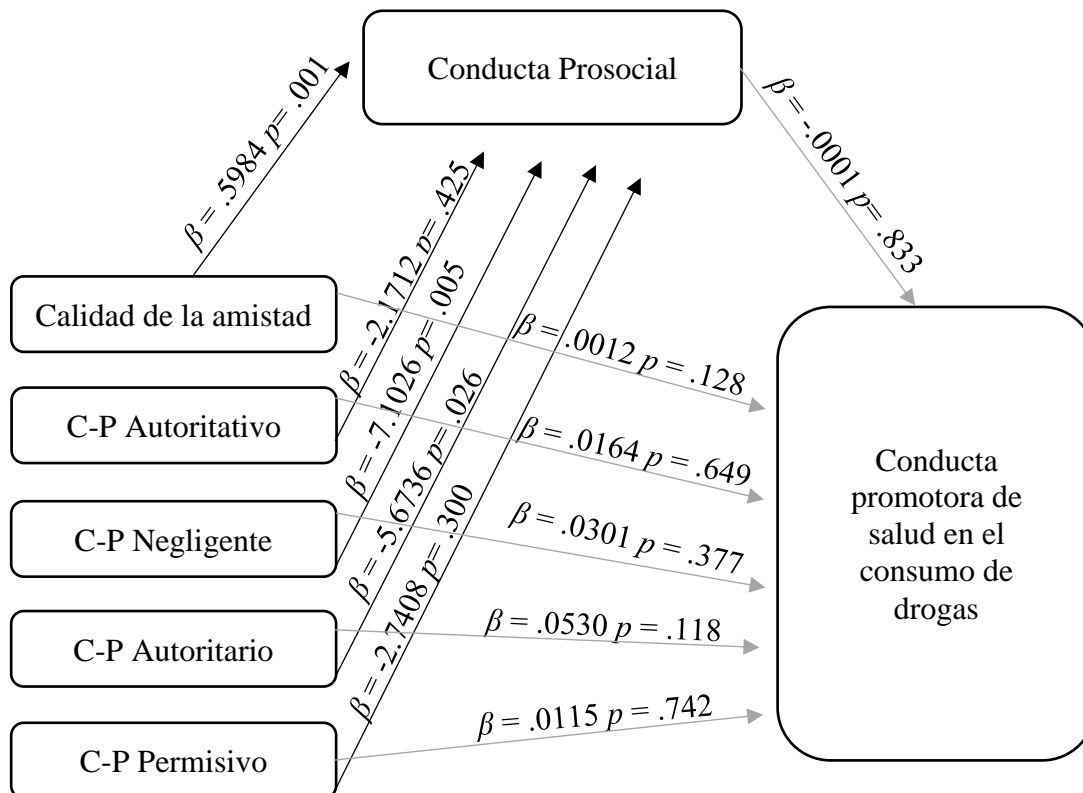 Conducta Prosocial
β = .5984 p= .001
β = -.0001 p= .833
β = -2.1712 p= .425
β = -7.1026 p= .005
β = -5.6736 p= .026
β = -2.7408 p= .300
Calidad de la amistad
C-P Autoritativo
C-P Negligente
C-P Autoritario
C-P Permisivo
β = .0012 p = .128
β = .0164 p = .649
β = .0301 p = .377
β = .0530 p = .118
β = .0115 p = .742
Conducta
promotora de
salud en el
consumo de
drogas